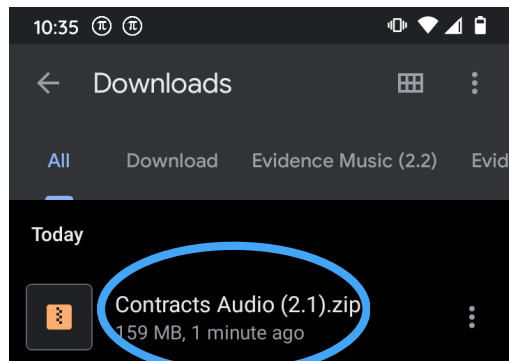 10:35 π π
Downloads
All Download Evidence Music (2.2) Evid
Today
Contracts Audio (2.1).zip
159 MB, 1 minute ago